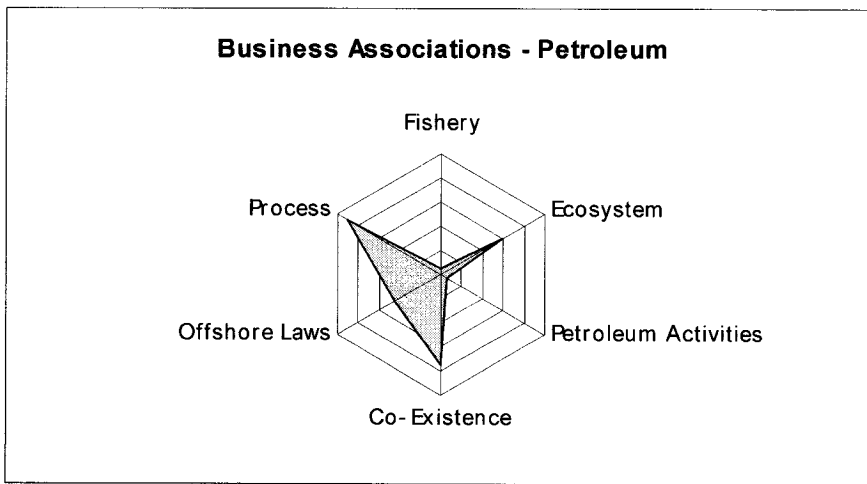 Business Associations - Petroleum
Fishery
Process
Ecosystem
Offshore Laws
Petroleum Activities
Co-Existence